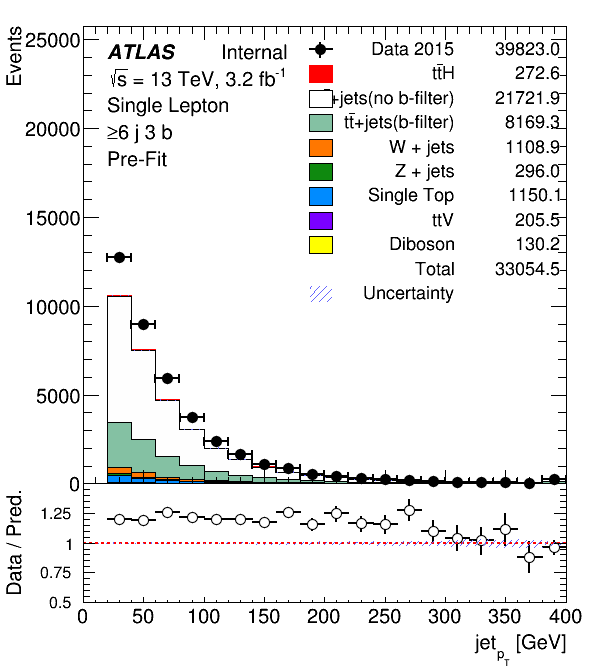 Events
25000
20000
15000
10000
5000
0
ATLAS Internal
√s = 13 TeV, 3.2 fb⁻¹
Single Lepton
≥6 j 3 b
Pre-Fit
Data 2015 39823.0
tt̄H 272.6
+jets(no b-filter) 21721.9
tt̄+jets(b-filter) 8169.3
W + jets 1108.9
Z + jets 296.0
Single Top 1150.1
ttV 205.5
Diboson 130.2
Total 33054.5
Uncertainty
Data / Pred.
1.25
1
0.75
0.5
0 50 100 150 200 250 300 350 400
jet_p_T [GeV]